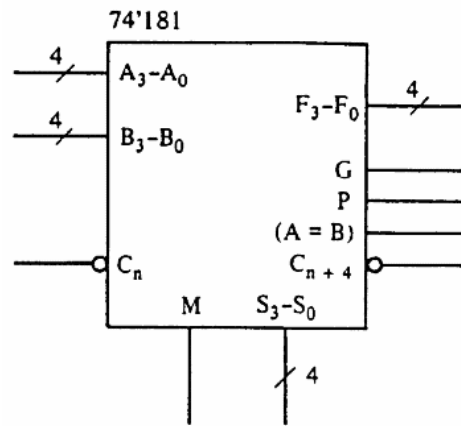 74'181
4
A₃–A₀
4
B₃–B₀
F₃–F₀
4
G
P
(A = B)
Cₙ
Cₙ ₊ ₄
M
S₃–S₀
4